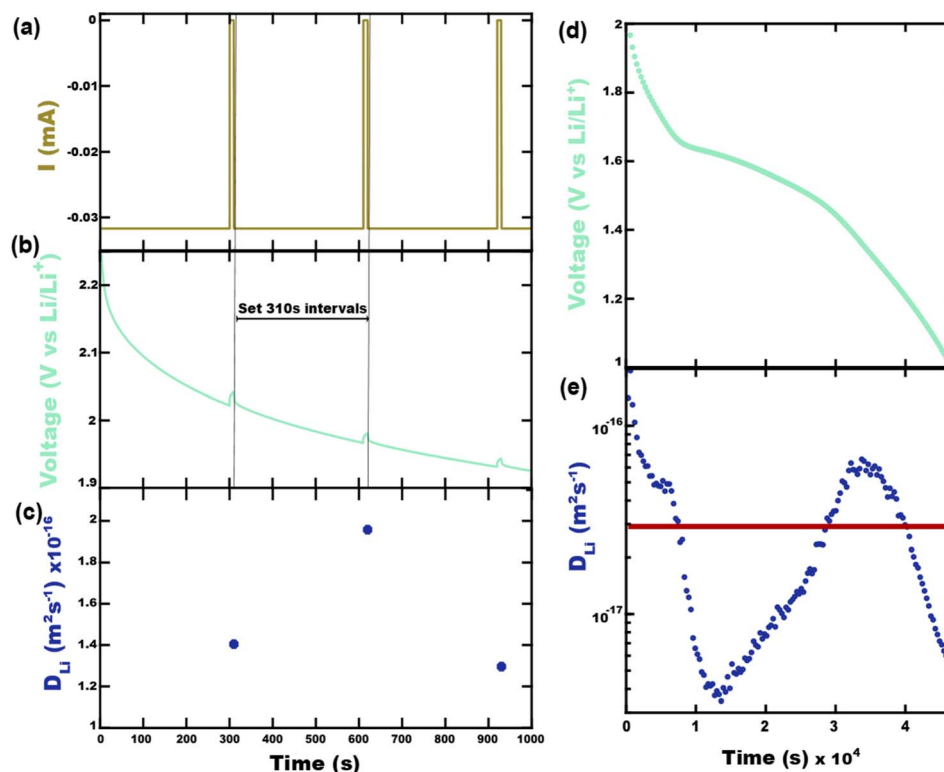 (a)
I (mA)
0
-0.01
-0.02
-0.03
(b)
Voltage (V vs Li/Li⁺)
2.2
2.1
2
1.9
Set 310s intervals
(c)
D_Li (m²s⁻¹) x10⁻¹⁶
2
1.8
1.6
1.4
1.2
1
0 100 200 300 400 500 600 700 800 900 1000
Time (s)
(d)
Voltage (V vs Li/Li⁺)
2
1.8
1.6
1.4
1.2
1
(e)
D_Li (m²s⁻¹)
10⁻¹⁶
10⁻¹⁷
0 1 2 3 4
Time (s) x 10⁴